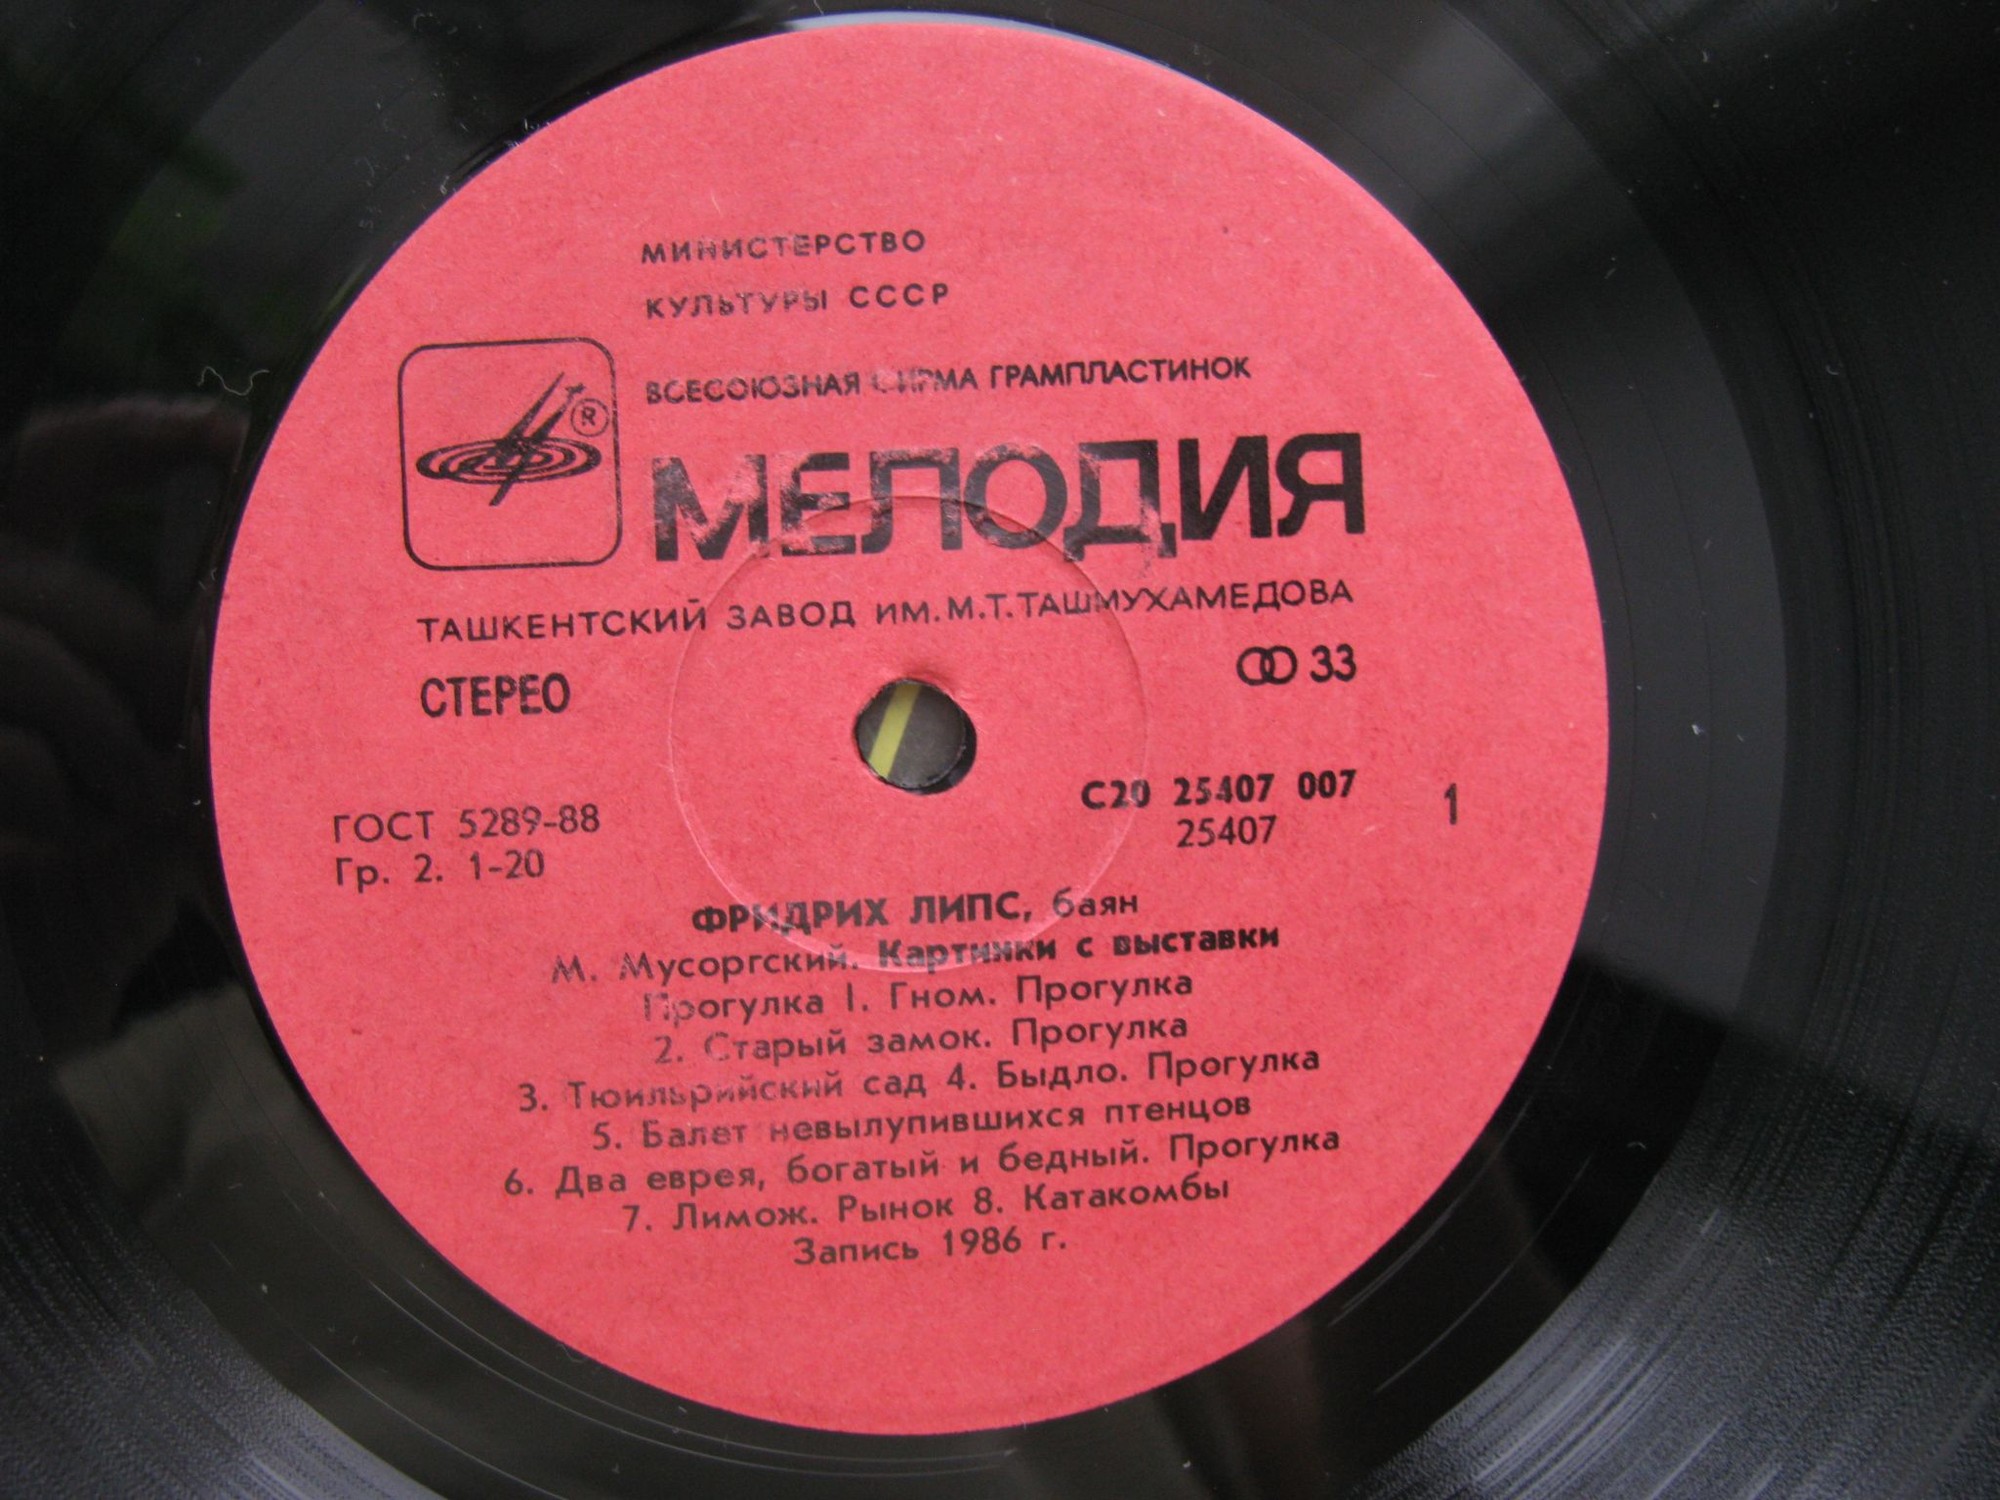 МИНИСТЕРСТВО
КУЛЬТУРЫ СССР
ВСЕСОЮЗНАЯ ФИРМА ГРАМПЛАСТИНОК
®
МЕЛОДИЯ
ТАШКЕНТСКИЙ ЗАВОД ИМ. М.Т. ТАШМУХАМЕДОВА
СТЕРЕО
33
ГОСТ 5289-88
Гр. 2. 1-20
С20 25407 007
25407
1
ФРИДРИХ ЛИПС, баян
М. Мусоргский. Картинки с выставки
Прогулка 1. Гном. Прогулка
2. Старый замок. Прогулка
3. Тюильрийский сад 4. Быдло. Прогулка
5. Балет невылупившихся птенцов
6. Два еврея, богатый и бедный. Прогулка
7. Лимож. Рынок 8. Катакомбы
Запись 1986 г.